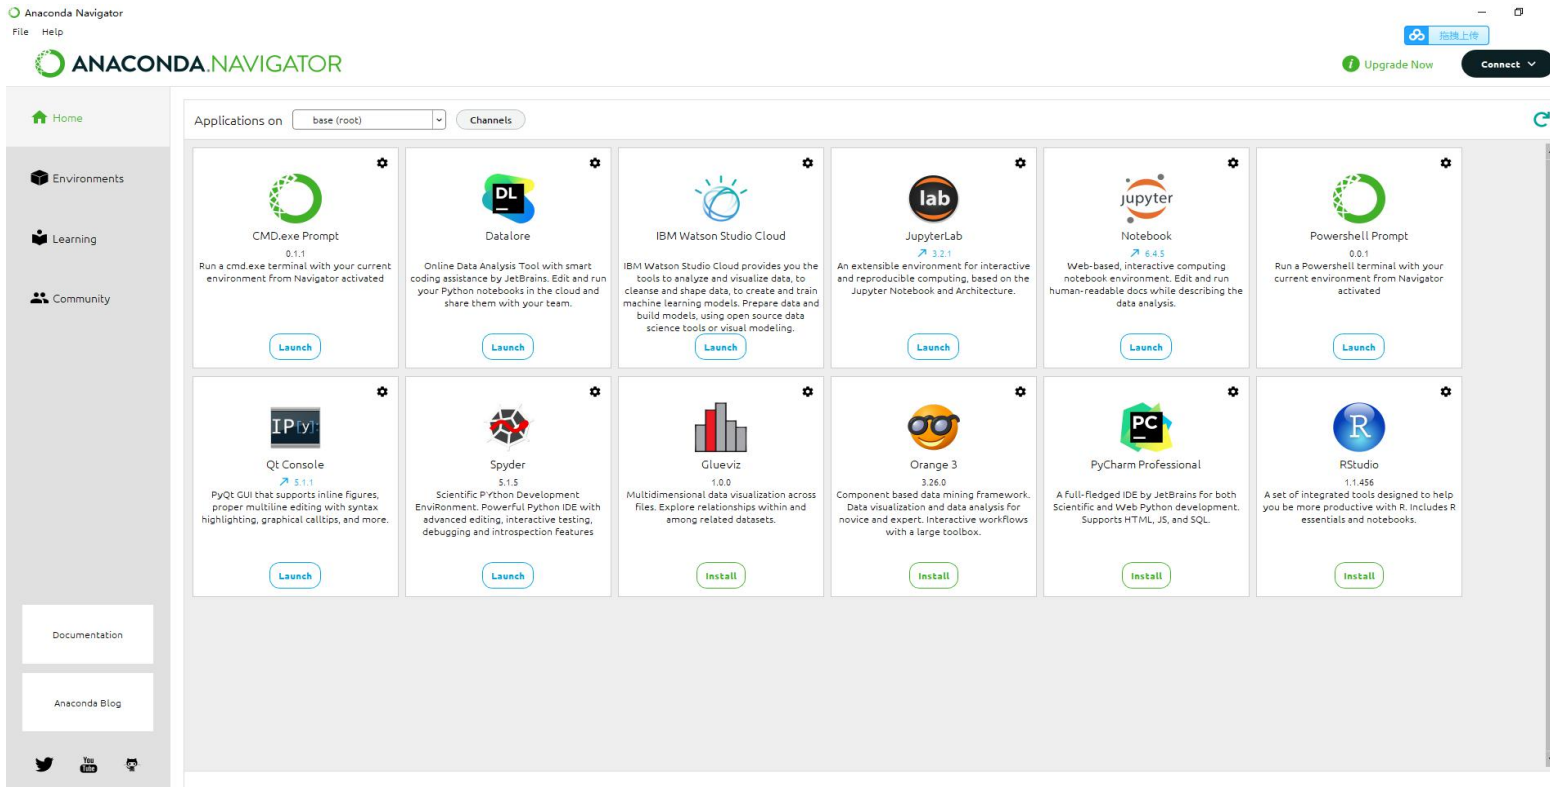 Anaconda Navigator
File Help
拖拽上传
ANACONDA.NAVIGATOR
Upgrade Now
Connect
Home
Applications on base (root) Channels
Environments
Learning
Community
CMD.exe Prompt
0.1.1
Run a cmd.exe terminal with your current
environment from Navigator activated
Launch
DL
Datalore
Online Data Analysis Tool with smart
coding assistance by JetBrains. Edit and run
your Python notebooks in the cloud and
share them with your team.
Launch
IBM Watson Studio Cloud
IBM Watson Studio Cloud provides you the
tools to analyze and visualize data, to
cleanse and shape data, to create and train
machine learning models. Prepare data and
build models, using open source data
science tools or visual modeling.
Launch
lab
JupyterLab
3.2.1
An extensible environment for interactive
and reproducible computing, based on the
Jupyter Notebook and Architecture.
Launch
jupyter
Notebook
6.4.5
Web-based, interactive computing
notebook environment. Edit and run
human-readable docs while describing the
data analysis.
Launch
Powershell Prompt
0.0.1
Run a Powershell terminal with your
current environment from Navigator
activated
Launch
IP[y]:
Qt Console
5.1.1
PyQt GUI that supports inline figures,
proper multiline editing with syntax
highlighting, graphical calltips, and more.
Launch
Spyder
5.1.5
Scientific PYthon Development
EnviRonment. Powerful Python IDE with
advanced editing, interactive testing,
debugging and introspection features
Launch
Glueviz
1.0.0
Multidimensional data visualization across
files. Explore relationships within and
among related datasets.
Install
Orange 3
3.26.0
Component based data mining framework.
Data visualization and data analysis for
novice and expert. Interactive workflows
with a large toolbox.
Install
PC
PyCharm Professional
A full-fledged IDE by JetBrains for both
Scientific and Web Python development.
Supports HTML, JS, and SQL.
Install
R
RStudio
1.1.456
A set of integrated tools designed to help
you be more productive with R. Includes R
essentials and notebooks.
Install
Documentation
Anaconda Blog
You
Tube